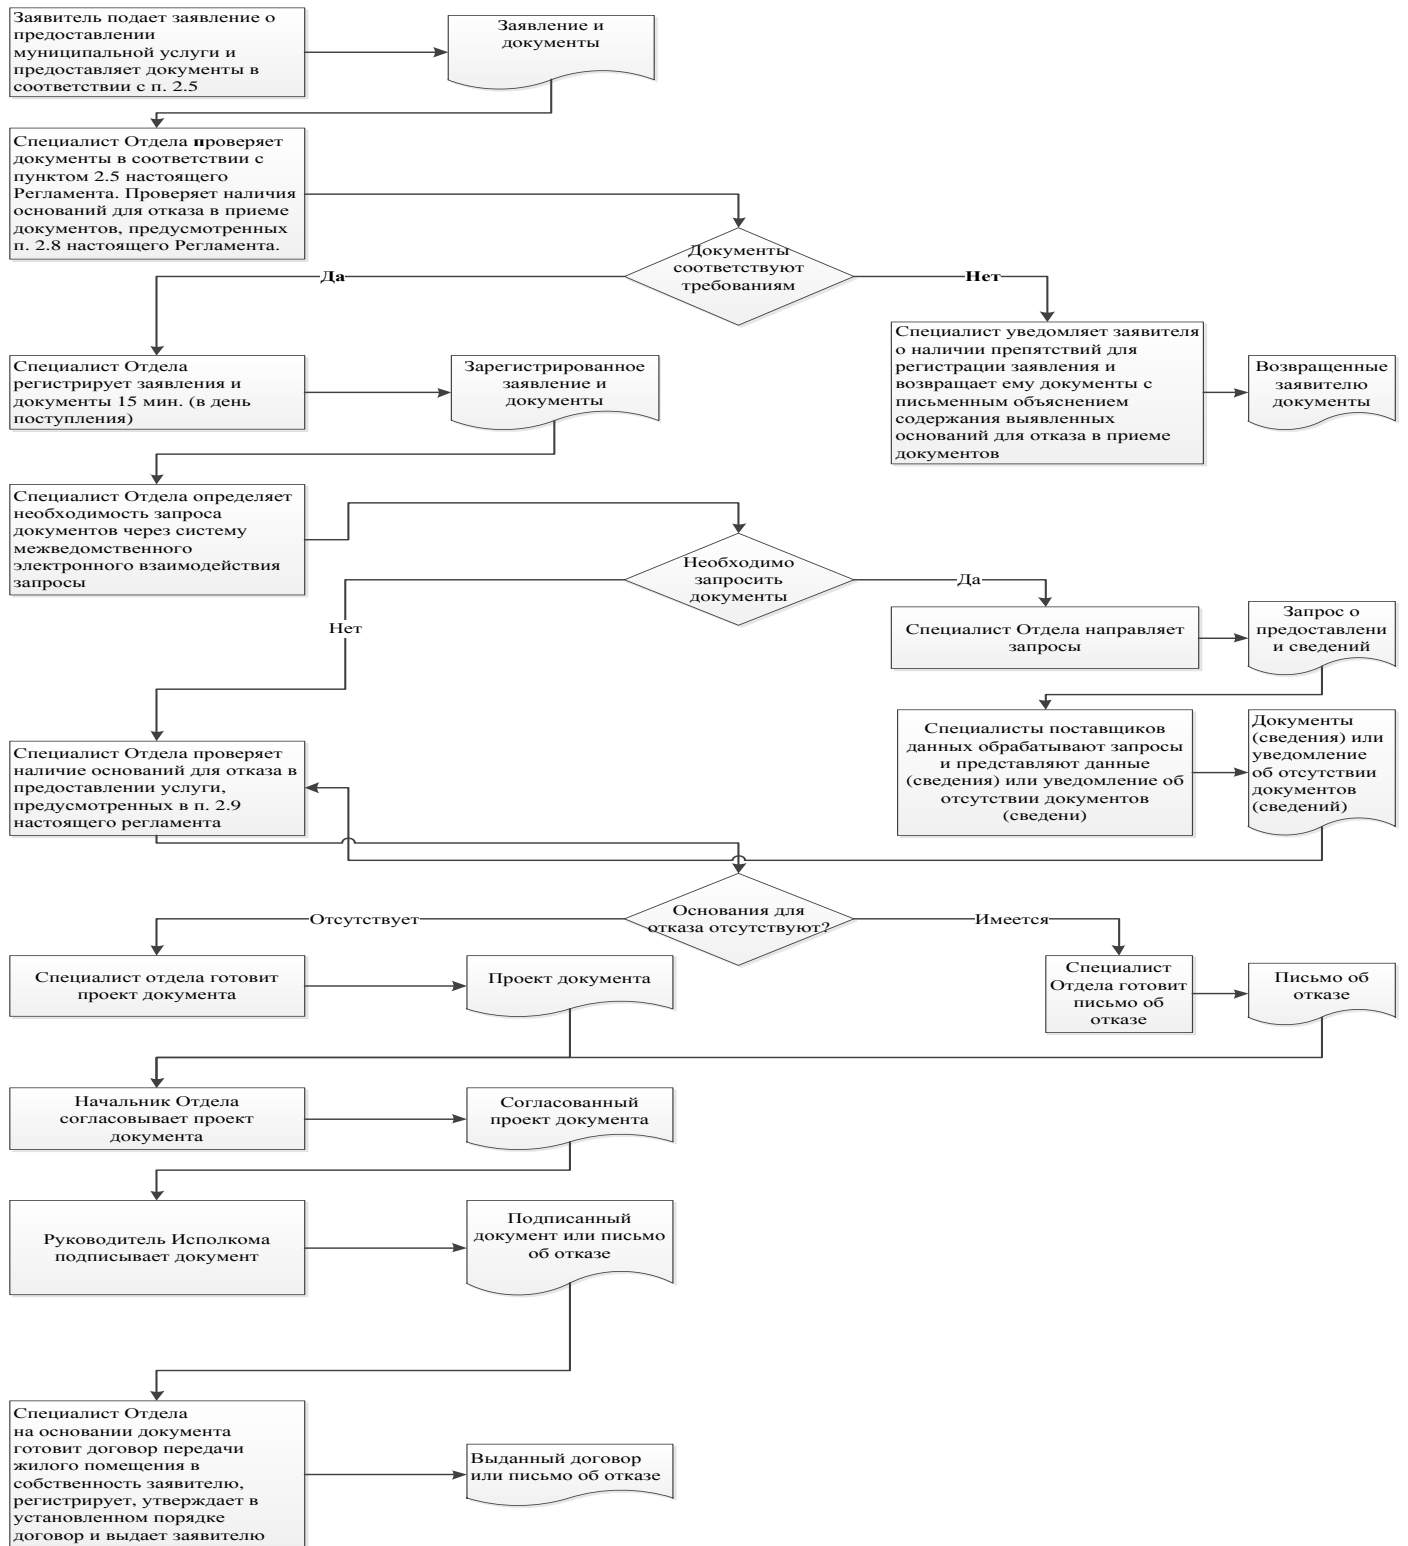 Заявитель подает заявление о
предоставлении
муниципальной услуги и
предоставляет документы в
соответствии с п. 2.5
Заявление и
документы
Специалист Отдела проверяет
документы в соответствии с
пунктом 2.5 настоящего
Регламента. Проверяет наличия
оснований для отказа в приеме
документов, предусмотренных
п. 2.8 настоящего Регламента.
Документы
соответствуют
требованиям
Да
Нет
Специалист Отдела
регистрирует заявления и
документы 15 мин. (в день
поступления)
Зарегистрированное
заявление и
документы
Специалист уведомляет заявителя
о наличии препятствий для
регистрации заявления и
возвращает ему документы с
письменным объяснением
содержания выявленных
оснований для отказа в приеме
документов
Возвращенные
заявителю
документы
Специалист Отдела определяет
необходимость запроса
документов через систему
межведомственного
электронного взаимодействия
запросы
Необходимо
запросить
документы
Да
Нет
Специалист Отдела направляет
запросы
Запрос о
предоставлени
и сведений
Специалисты поставщиков
данных обрабатывают запросы
и представляют данные
(сведения) или уведомление об
отсутствии документов
(сведени)
Документы
(сведения) или
уведомление
об отсутствии
документов
(сведений)
Специалист Отдела проверяет
наличие оснований для отказа в
предоставлении услуги,
предусмотренных в п. 2.9
настоящего регламента
Основания для
отказа отсутствуют?
Отсутствует
Имеется
Специалист отдела готовит
проект документа
Проект документа
Специалист
Отдела готовит
письмо об
отказе
Письмо об
отказе
Начальник Отдела
согласовывает проект
документа
Согласованный
проект документа
Руководитель Исполкома
подписывает документ
Подписанный
документ или письмо
об отказе
Специалист Отдела
на основании документа
готовит договор передачи
жилого помещения в
собственность заявителю,
регистрирует, утверждает в
установленном порядке
договор и выдает заявителю
Выданный договор
или письмо об отказе